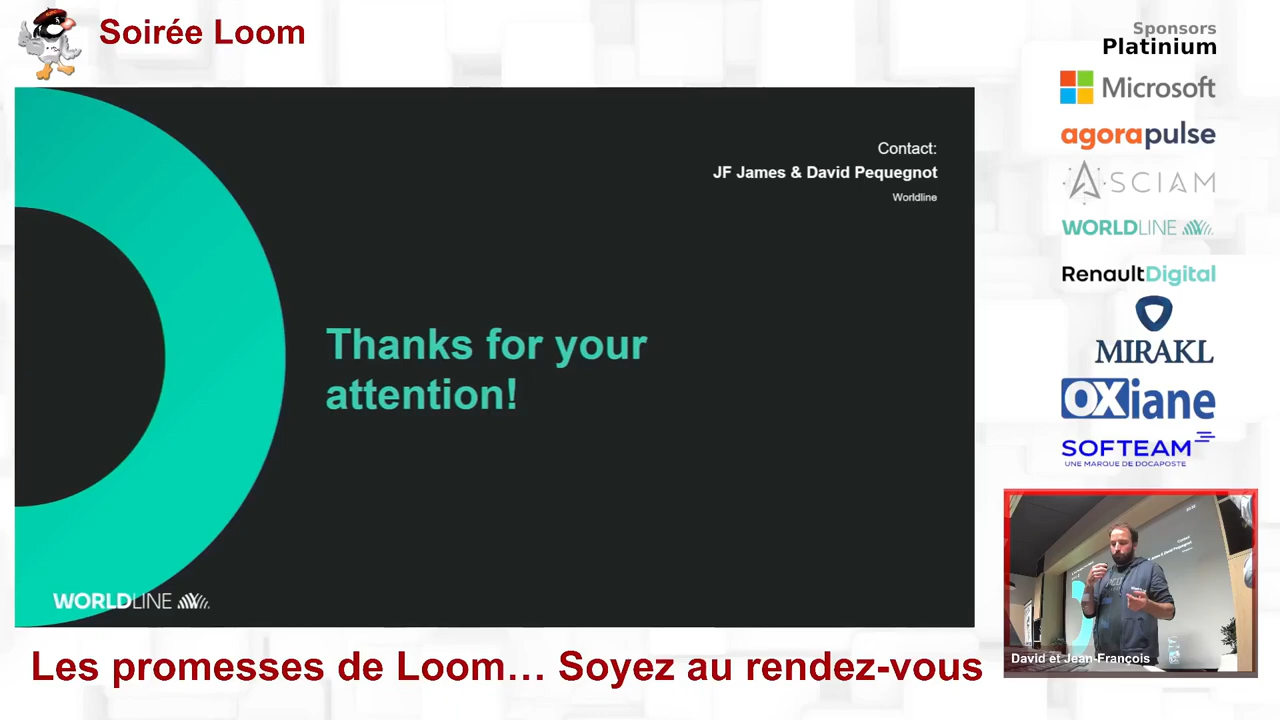 Soirée Loom
Sponsors
Platinium
Microsoft
agorapulse
ASCIAM
WORLDLINE
RenaultDigital
MIRAKL
OXiane
SOFTEAM
UNE MARQUE DE DOCAPOSTE
Contact:
JF James & David Pequegnot
Worldline
Thanks for your
attention!
WORLDLINE
David et Jean-François
Les promesses de Loom… Soyez au rendez-vous